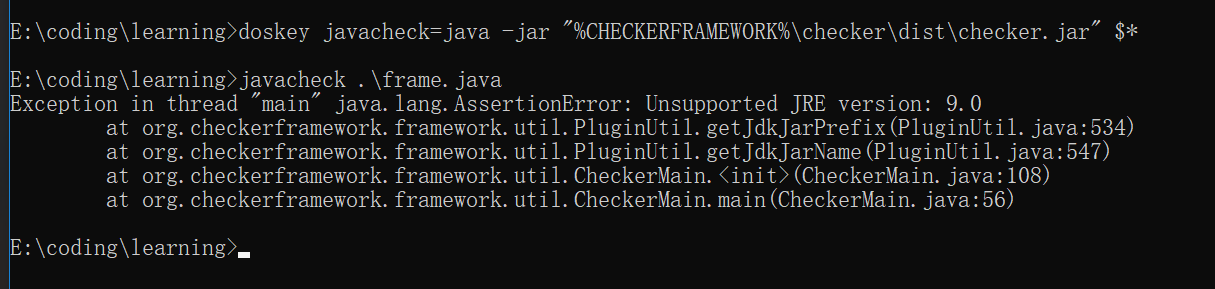 E:\coding\learning>doskey javacheck=java -jar "%CHECKERFRAMEWORK%\checker\dist\checker.jar" $*
E:\coding\learning>javacheck .\frame.java
Exception in thread "main" java.lang.AssertionError: Unsupported JRE version: 9.0
at org.checkerframework.framework.util.PluginUtil.getJdkJarPrefix(PluginUtil.java:534)
at org.checkerframework.framework.util.PluginUtil.getJdkJarName(PluginUtil.java:547)
at org.checkerframework.framework.util.CheckerMain.<init>(CheckerMain.java:108)
at org.checkerframework.framework.util.CheckerMain.main(CheckerMain.java:56)
E:\coding\learning>